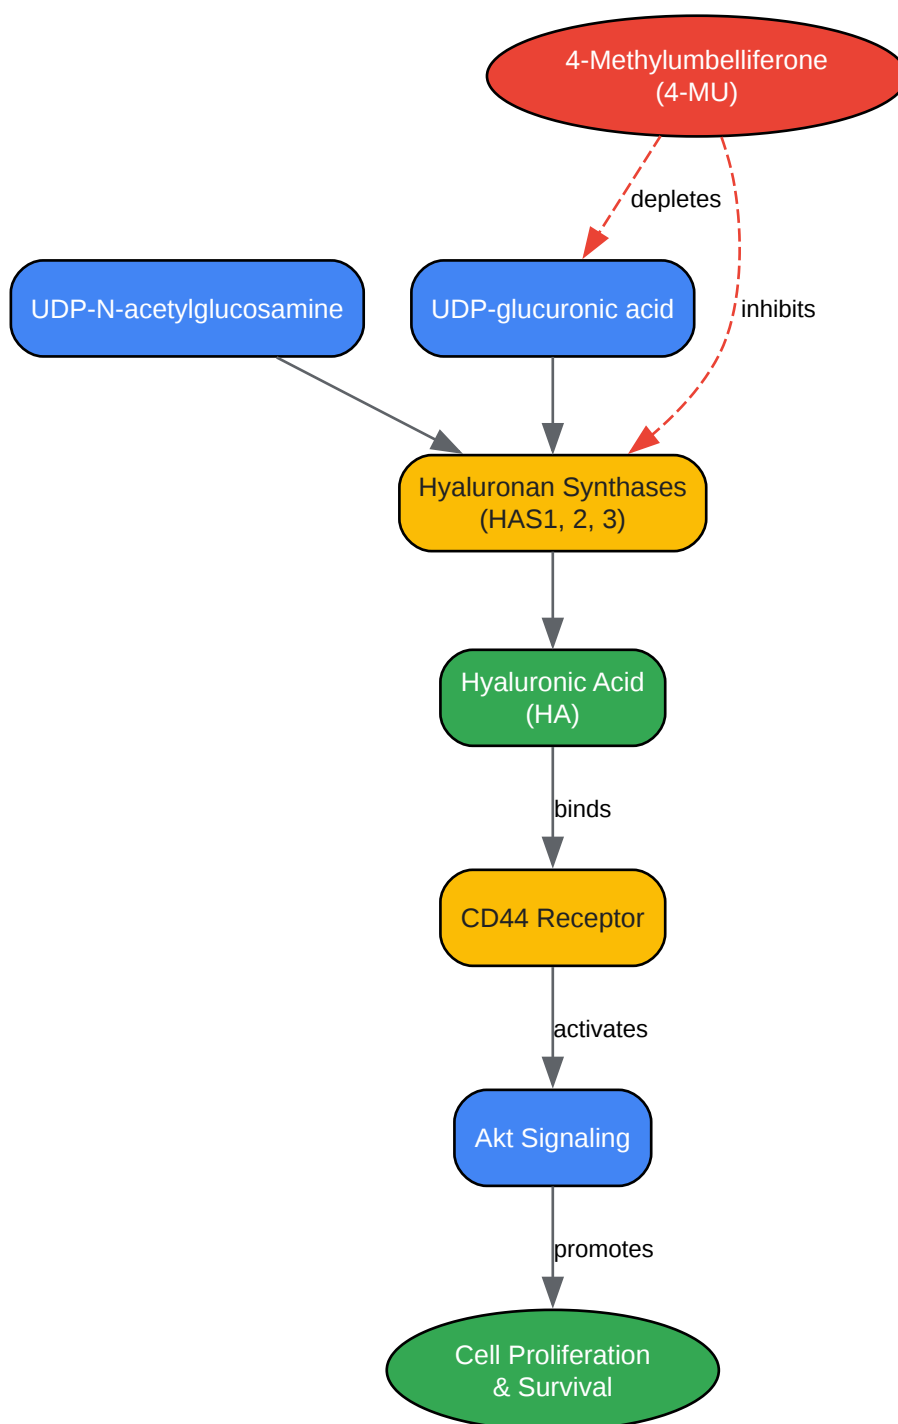 4-Methylumbelliferone
(4-MU)
depletes
UDP-N-acetylglucosamine
UDP-glucuronic acid
inhibits
Hyaluronan Synthases
(HAS1, 2, 3)
Hyaluronic Acid
(HA)
binds
CD44 Receptor
activates
Akt Signaling
promotes
Cell Proliferation
& Survival